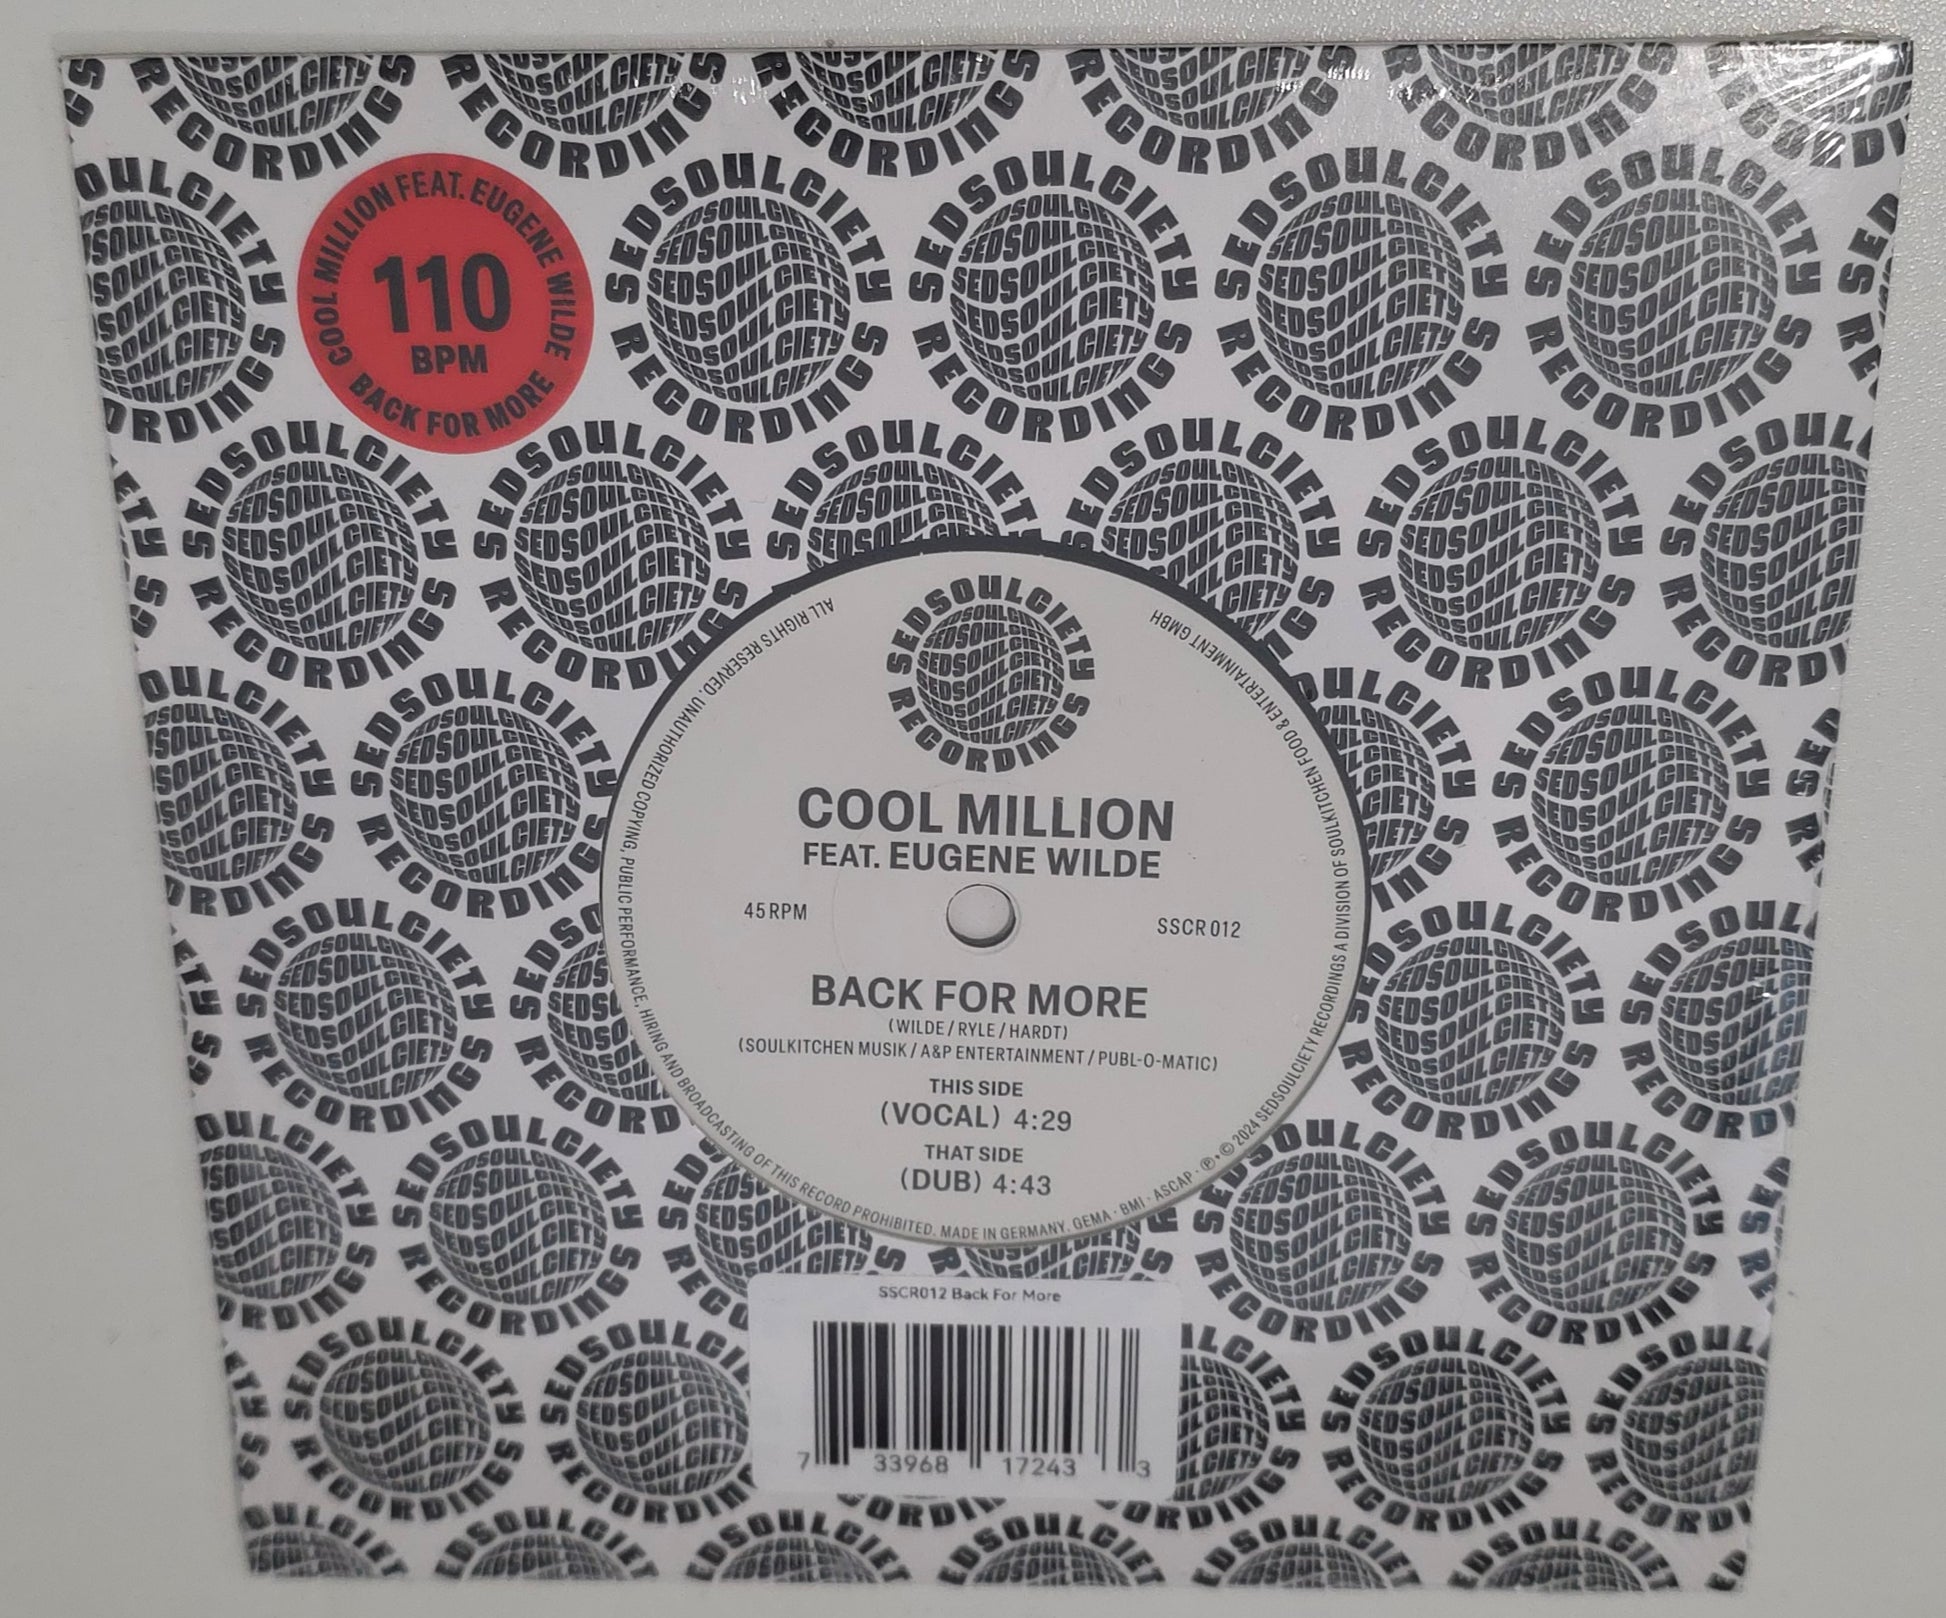 COOL MILLION FEAT. EUGENE WILDE
110
BPM
BACK FOR MORE
SEDSOULCIETY
RECORDINGS
COOL MILLION
FEAT. EUGENE WILDE
45 RPM
SSCR 012
BACK FOR MORE
(WILDE / RYLE / HARDT)
(SOULKITCHEN MUSIK / A&P ENTERTAINMENT / PUBL-O-MATIC)
THIS SIDE
(VOCAL) 4:29
THAT SIDE
(DUB) 4:43
ALL RIGHTS RESERVED. UNAUTHORIZED COPYING, PUBLIC PERFORMANCE, HIRING AND BROADCASTING OF THIS RECORD PROHIBITED. MADE IN GERMANY. GEMA · BMI · ASCAP · ℗ + © 2024 SEDSOULCIETY RECORDINGS A DIVISION OF SOULKITCHEN FOOD & ENTERTAINMENT GMBH
SSCR012 Back For More
7 33968 17243 3